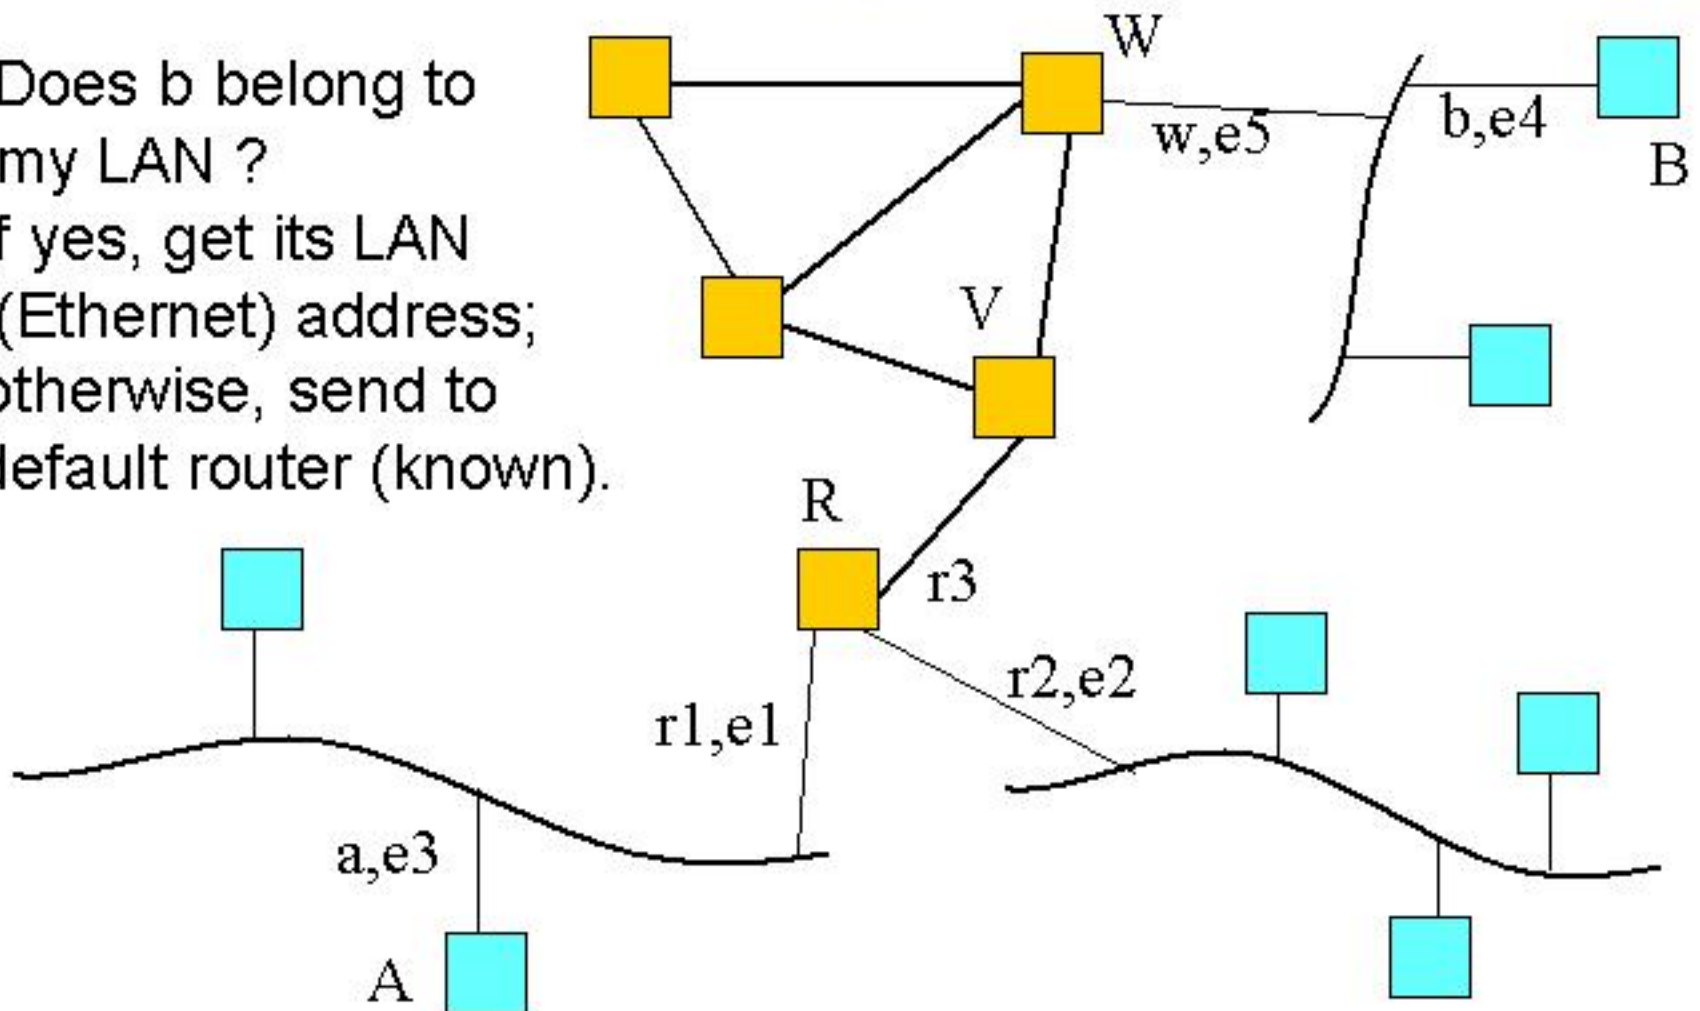 Does b belong to
my LAN ?
f yes, get its LAN
(Ethernet) address;
otherwise, send to
default router (known).
W
w,e5
b,e4
B
V
R
r3
r2,e2
r1,e1
a,e3
A